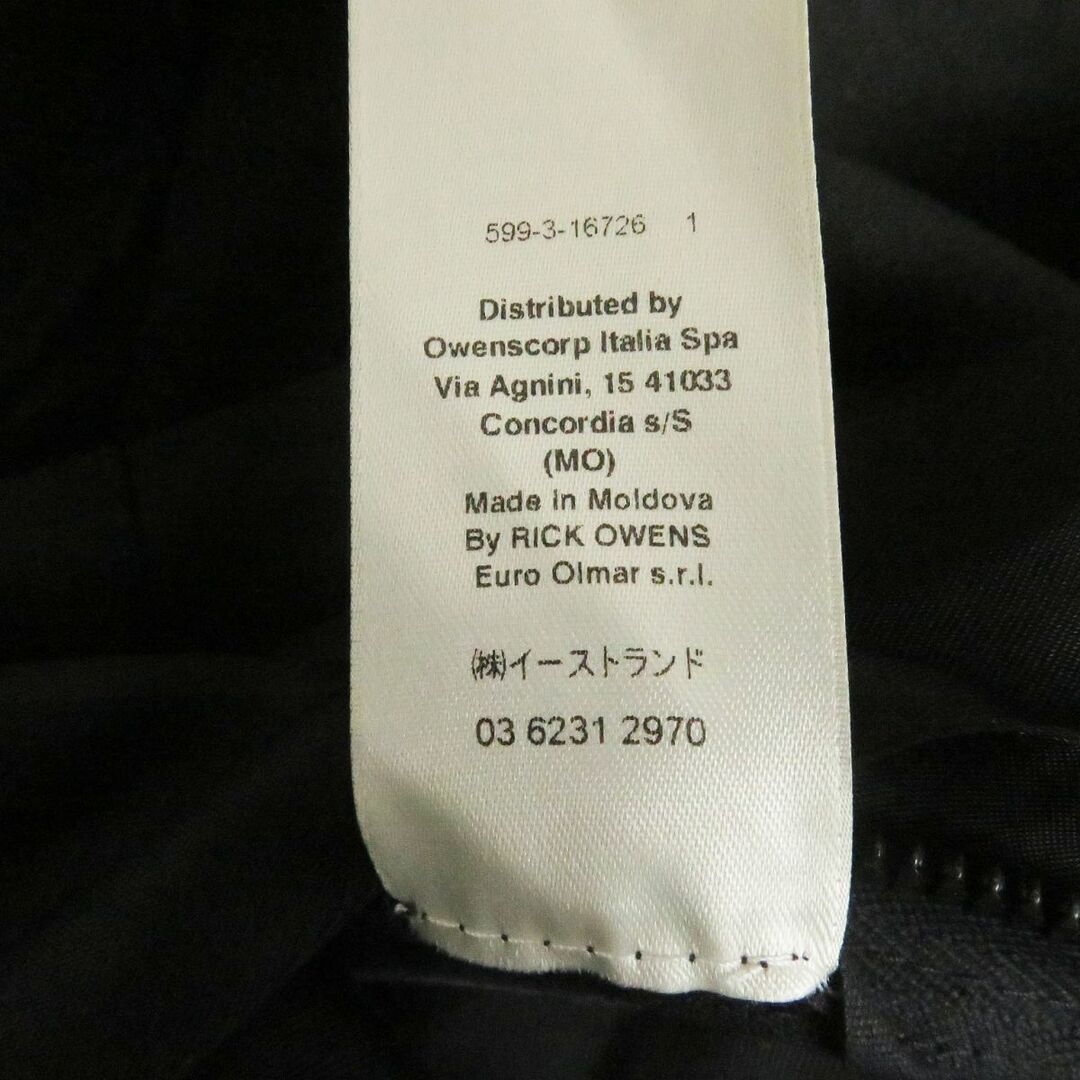 599-3-16726 1
Distributed by
Owenscorp Italia Spa
Via Agnini, 15 41033
Concordia s/S
(MO)
Made in Moldova
By RICK OWENS
Euro Olmar s.r.l.
㈱イーストランド
03 6231 2970